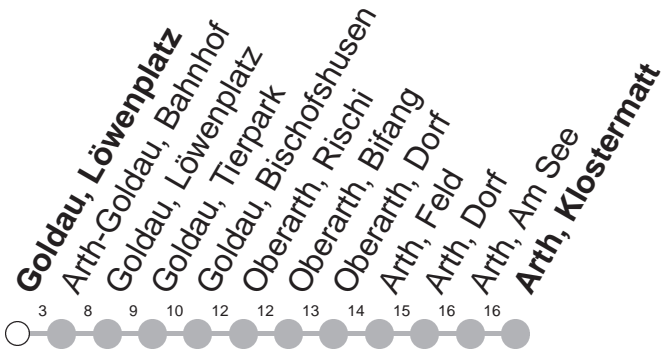 Goldau, Löwenplatz
Arth-Goldau, Bahnhof
Goldau, Löwenplatz
Goldau, Tierpark
Goldau, Bischofshusen
Oberarth, Rischi
Oberarth, Bifang
Oberarth, Dorf
Arth, Feld
Arth, Dorf
Arth, Am See
Arth, Klostermatt
3 8 9 10 12 12 13 14 15 16 16